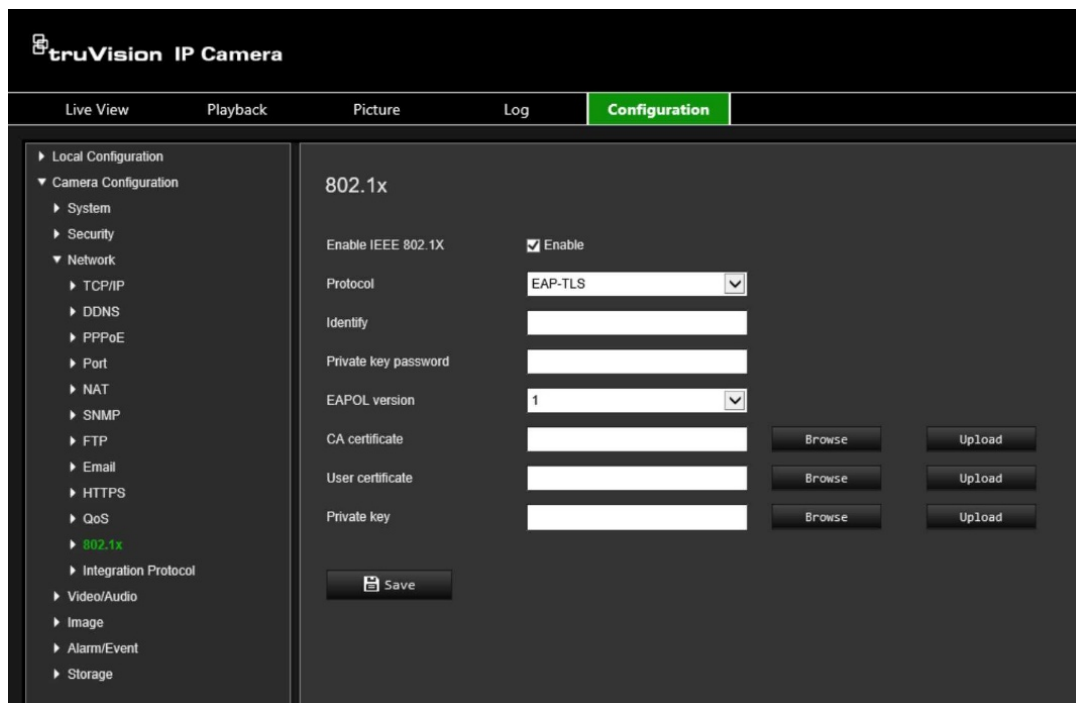 truVision IP Camera
Live View Playback Picture Log Configuration
Local Configuration
Camera Configuration
System
Security
Network
TCP/IP
DDNS
PPPoE
Port
NAT
SNMP
FTP
Email
HTTPS
QoS
802.1x
Integration Protocol
Video/Audio
Image
Alarm/Event
Storage
802.1x
Enable IEEE 802.1X Enable
Protocol EAP-TLS
Identify
Private key password
EAPOL version 1
CA certificate Browse Upload
User certificate Browse Upload
Private key Browse Upload
Save